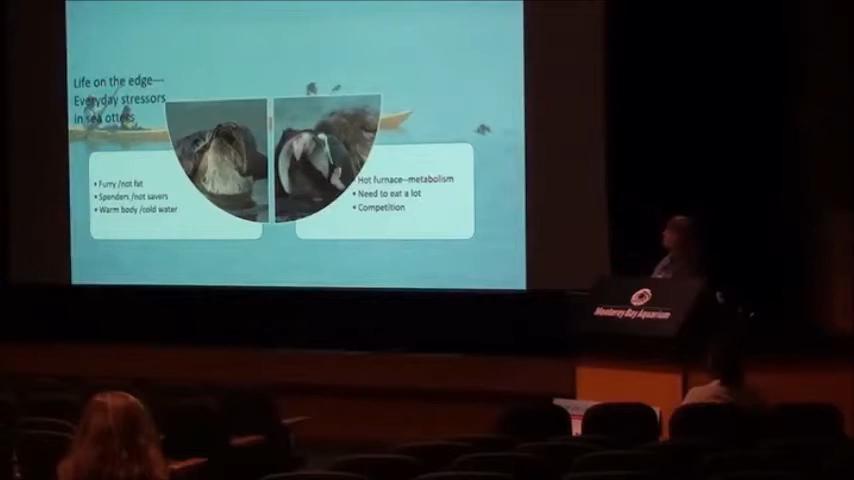 Life on the edge—
Everyday stressors
in sea otters
• Furry /not fat
• Spenders /not savers
• Warm body /cold water
• Hot furnace--metabolism
• Need to eat a lot
• Competition
Monterey Bay Aquarium